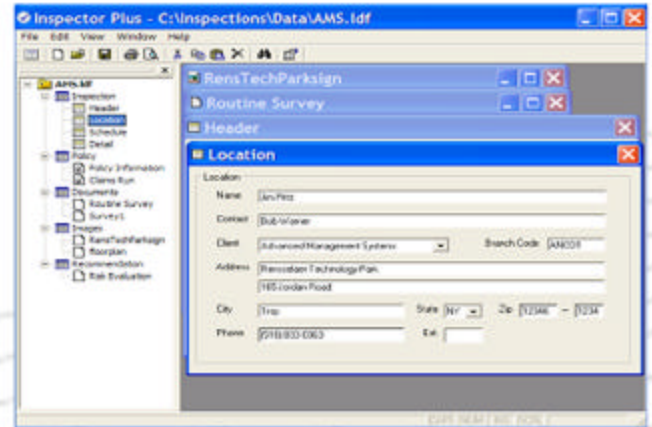 Inspector Plus - C:\Inspections\Data\AMS.ldf
File Edit View Window Help
AMS.ldf
Inspection
Header
Location
Schedule
Detail
Policy
Policy Information
Claims Run
Documents
Routine Survey
Survey1
Images
RensTechParksign
floorplan
Recommendation
Risk Evaluation
RensTechParksign
Routine Survey
Header
Location
Location
Name
Contact Bob Warner
Client Advanced Management Systems Branch Code
Address Rensselaer Technology Park
165 Jordan Road
City Troy State NY Zip 12346 - 1234
Phone Ext